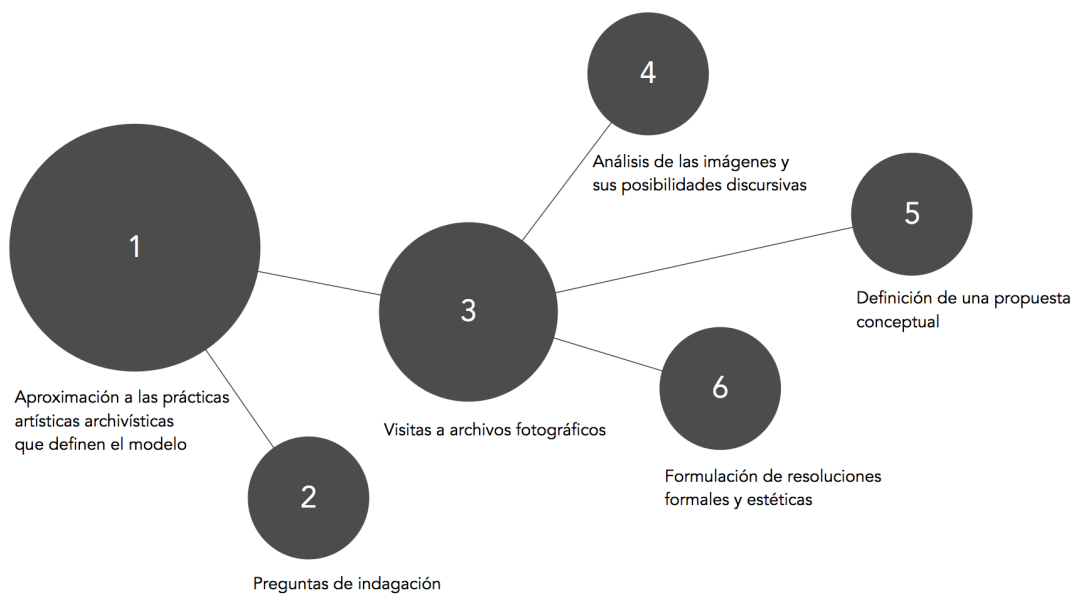 1
Aproximación a las prácticas
artísticas archivísticas
que definen el modelo
2
Preguntas de indagación
3
Visitas a archivos fotográficos
4
Análisis de las imágenes y
sus posibilidades discursivas
5
Definición de una propuesta
conceptual
6
Formulación de resoluciones
formales y estéticas